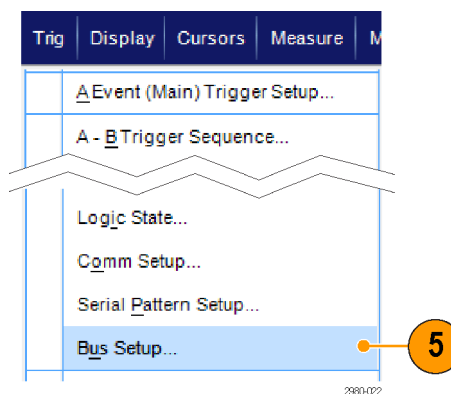 Trig Display Cursors Measure M
A Event (Main) Trigger Setup...
A - B Trigger Sequence...
Logic State...
Comm Setup...
Serial Pattern Setup...
Bus Setup...
5
2980-022